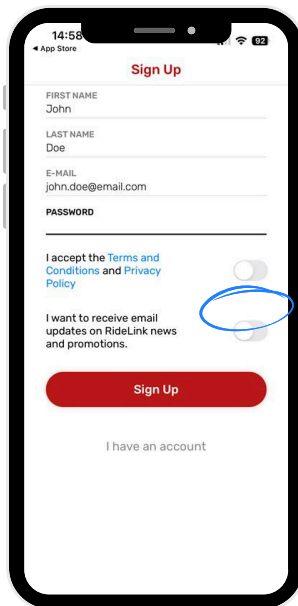 14:58
92
◀ App Store
Sign Up
FIRST NAME
John
LAST NAME
Doe
E-MAIL
john.doe@email.com
PASSWORD
I accept the Terms and
Conditions and Privacy
Policy
I want to receive email
updates on RideLink news
and promotions.
Sign Up
I have an account